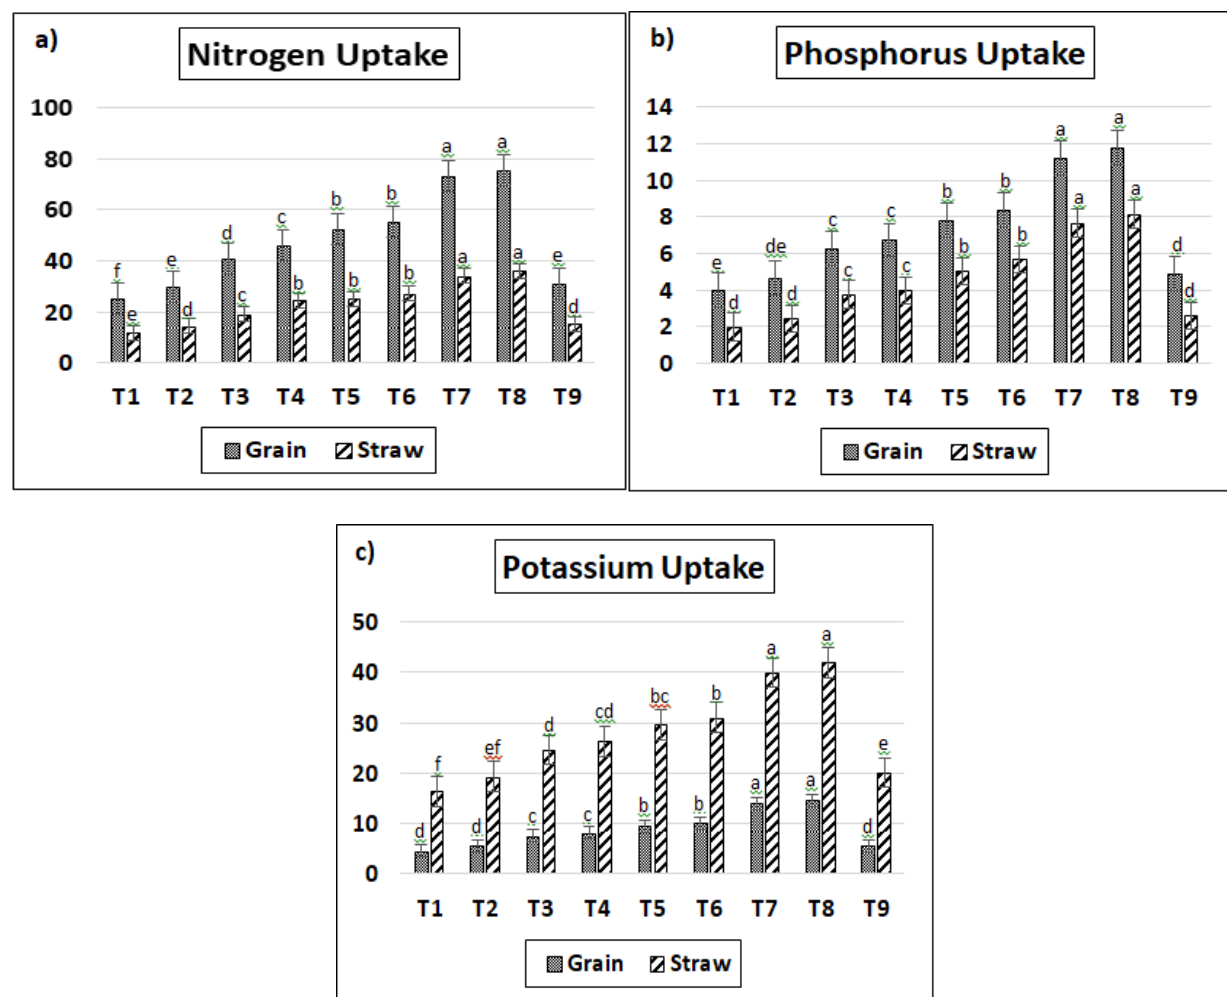 a)
Nitrogen Uptake
100
80
60
40
20
0
f e d c b b a a e
e d c b b b a a d
T1 T2 T3 T4 T5 T6 T7 T8 T9
Grain Straw
b)
Phosphorus Uptake
14
12
10
8
6
4
2
0
e de c c b b a a d
d d c c b b a a d
T1 T2 T3 T4 T5 T6 T7 T8 T9
Grain Straw
c)
Potassium Uptake
50
40
30
20
10
0
f ef d cd bc b a a e
d d c c b b a a d
T1 T2 T3 T4 T5 T6 T7 T8 T9
Grain Straw